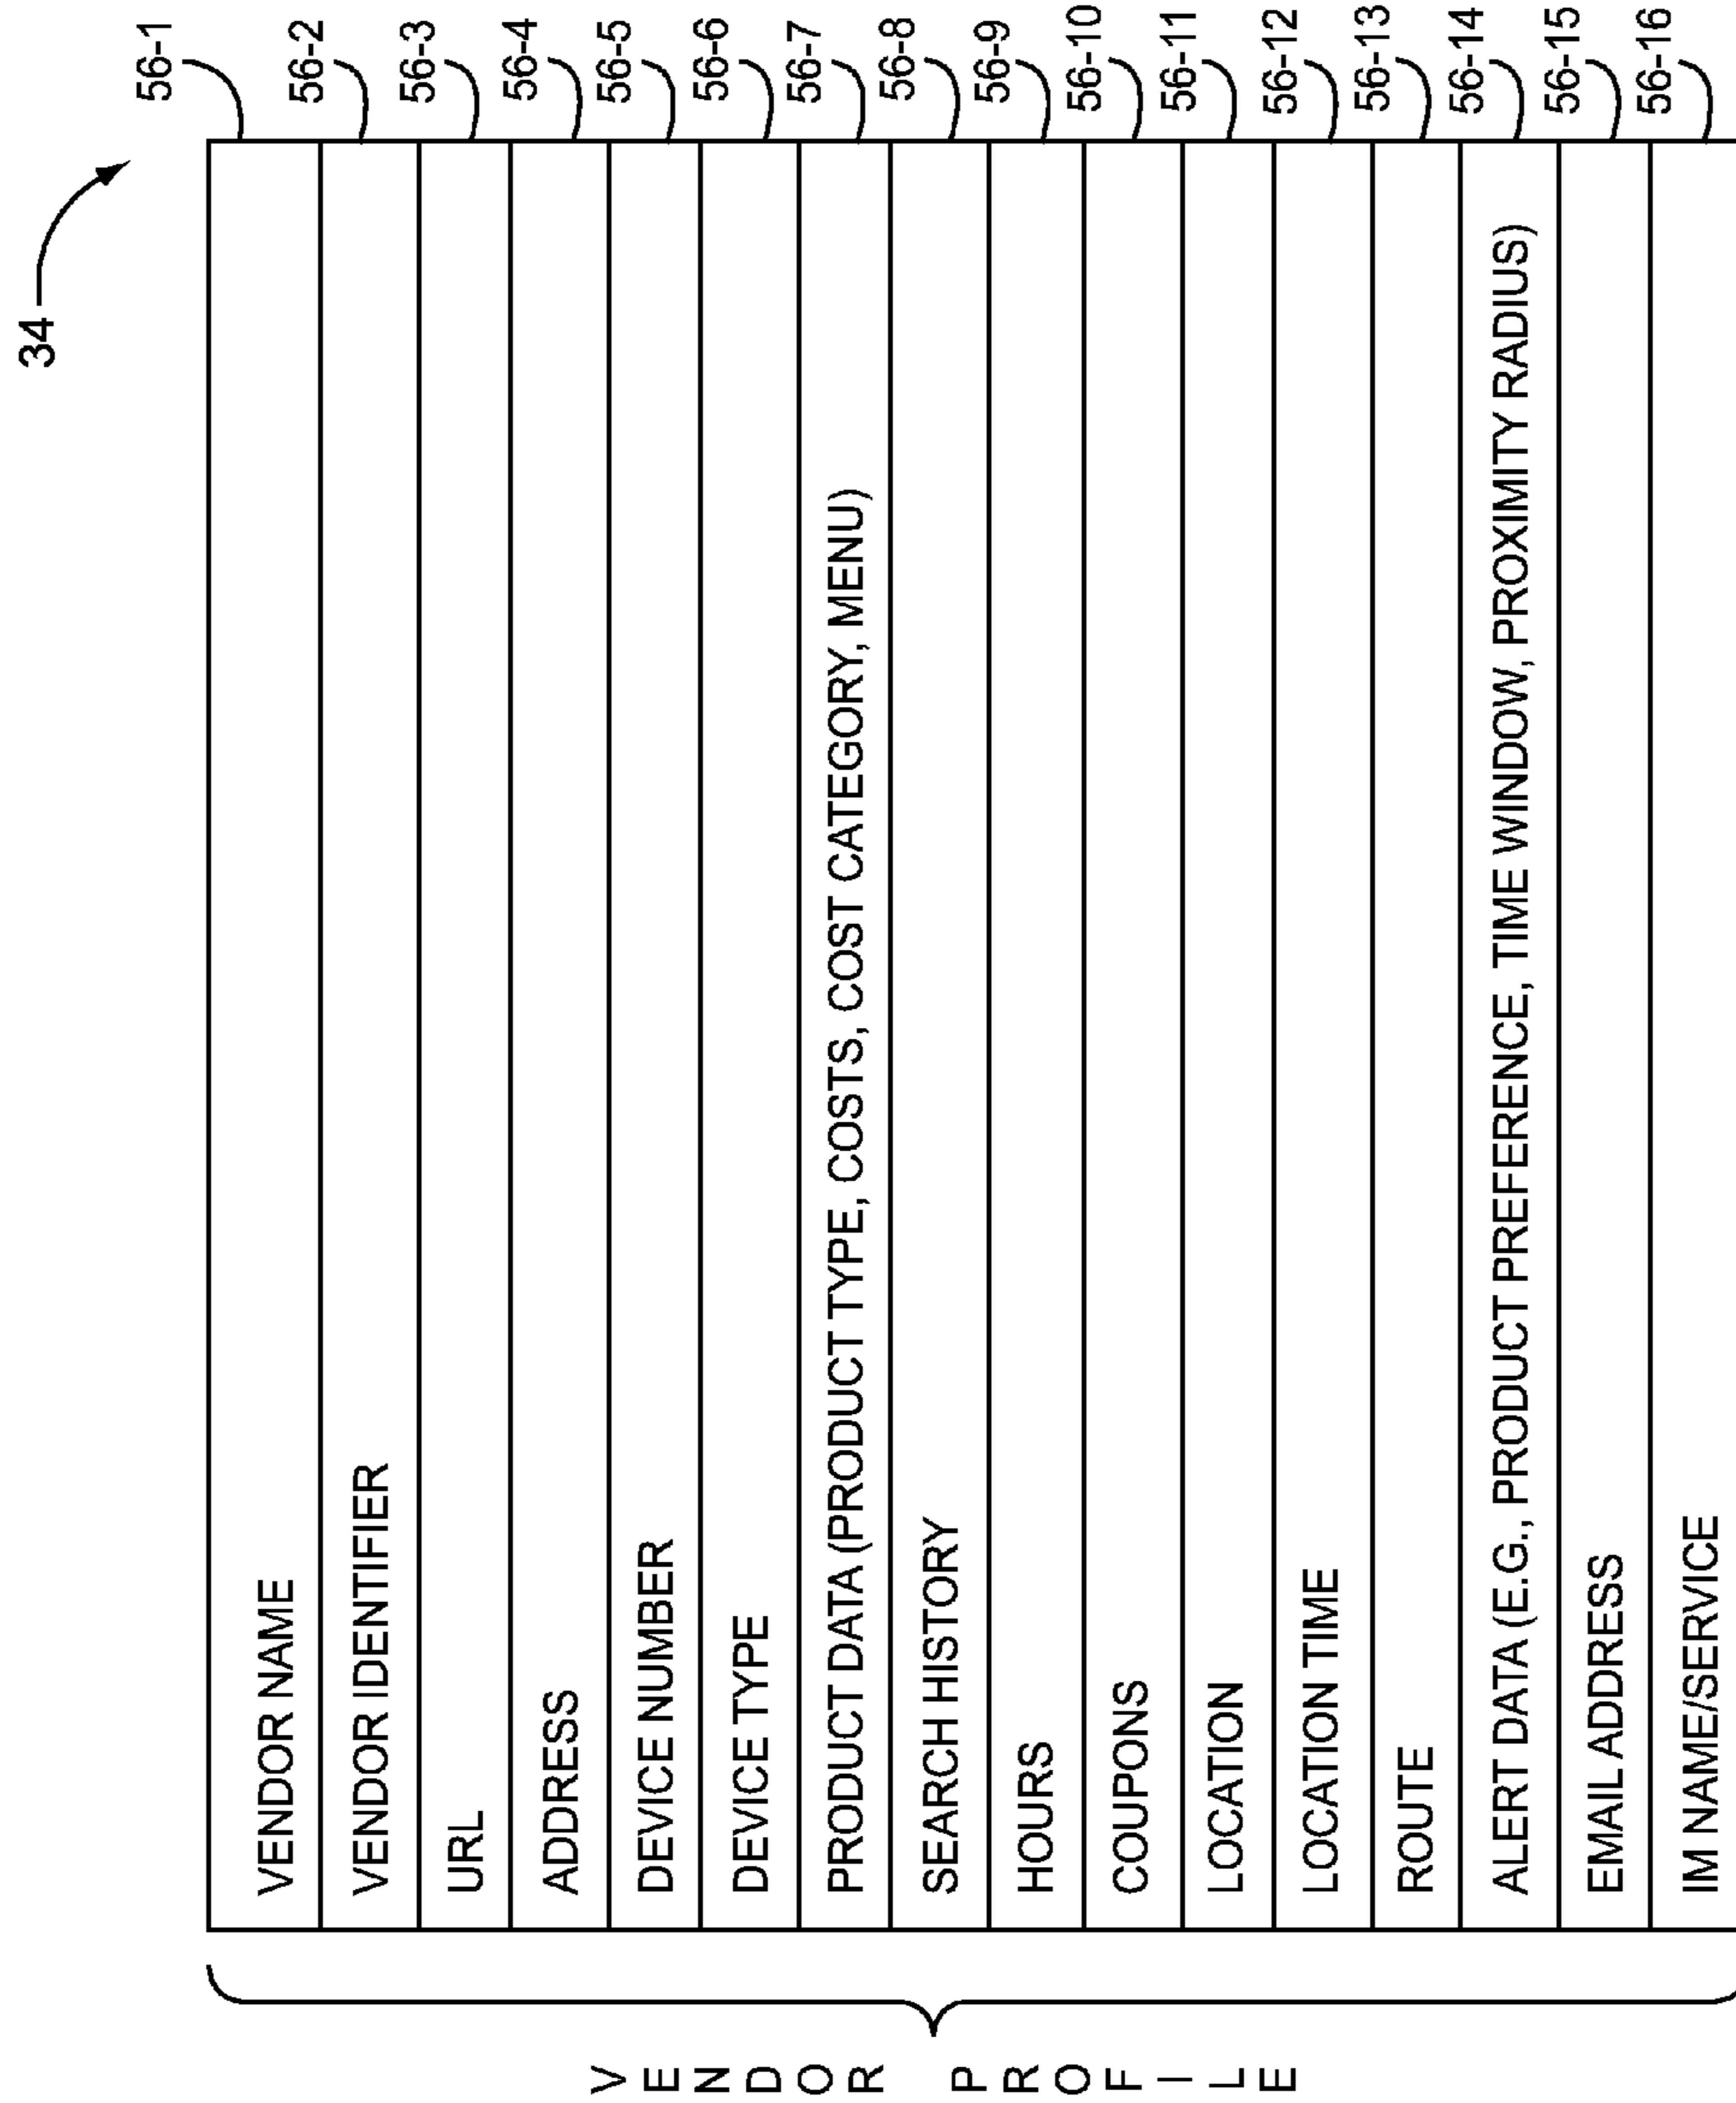 34
VENDOR PROFILE
VENDOR NAME 56-1
VENDOR IDENTIFIER 56-2
URL 56-3
ADDRESS 56-4
DEVICE NUMBER 56-5
DEVICE TYPE 56-6
PRODUCT DATA (PRODUCT TYPE, COSTS, COST CATEGORY, MENU) 56-7
SEARCH HISTORY 56-8
HOURS 56-9
COUPONS 56-10
LOCATION 56-11
LOCATION TIME 56-12
ROUTE 56-13
ALERT DATA (E.G., PRODUCT PREFERENCE, TIME WINDOW, PROXIMITY RADIUS) 56-14
EMAIL ADDRESS 56-15
IM NAME/SERVICE 56-16